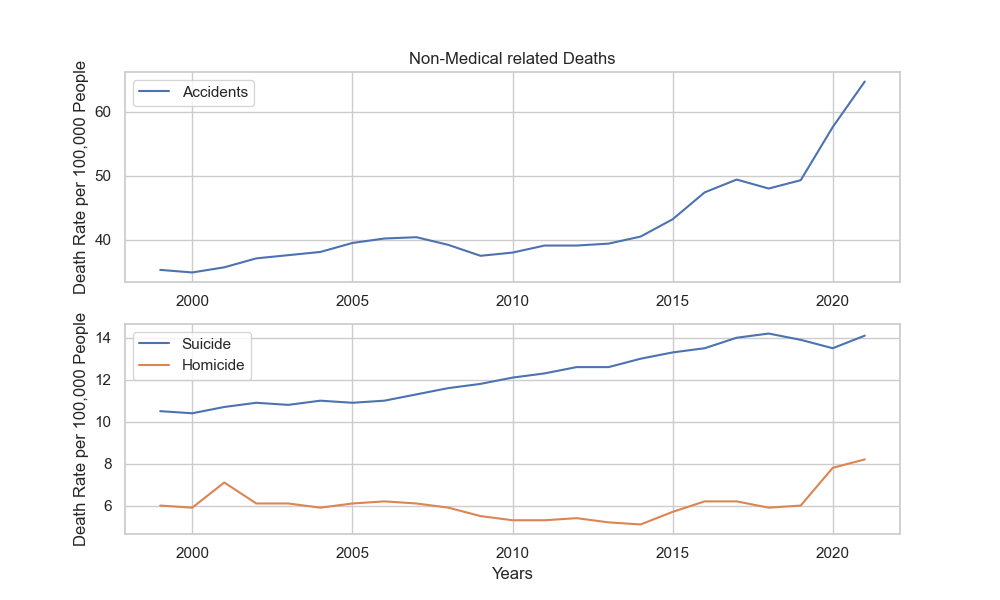 Non-Medical related Deaths
Death Rate per 100,000 People
Accidents
60
50
40
2000 2005 2010 2015 2020
Death Rate per 100,000 People
Suicide
Homicide
14
12
10
8
6
2000 2005 2010 2015 2020
Years